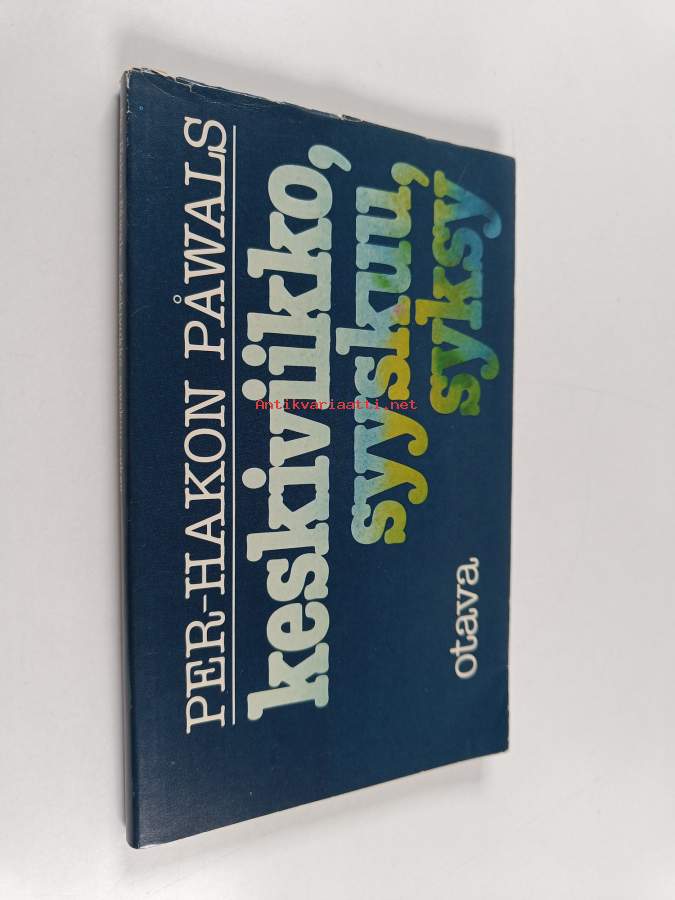 PER-HAKON PÅWALS
keskiviikko,
syyskuu,
syksy
otava
Antikvariaatti.net